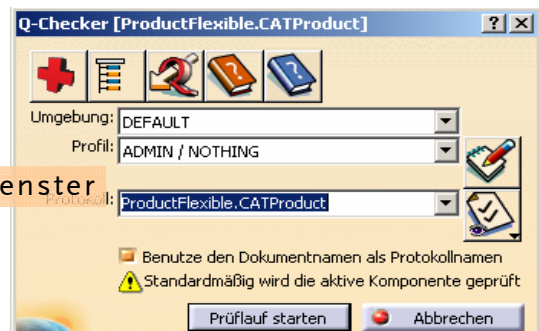 Q-Checker [ProductFlexible.CATProduct]
Umgebung: DEFAULT
Profil: ADMIN / NOTHING
enster
Protokoll: ProductFlexible.CATProduct
Benutze den Dokumentnamen als Protokollnamen
Standardmäßig wird die aktive Komponente geprüft
Prüflauf starten Abbrechen